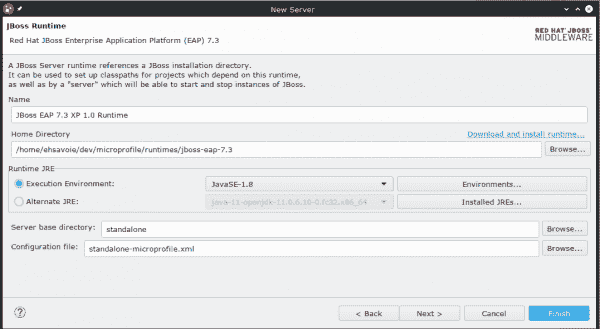 New Server
JBoss Runtime
Red Hat JBoss Enterprise Application Platform (EAP) 7.3
RED HAT JBOSS
MIDDLEWARE
A JBoss Server runtime references a JBoss installation directory.
It can be used to set up classpaths for projects which depend on this runtime,
as well as by a "server" which will be able to start and stop instances of JBoss.
Name
JBoss EAP 7.3 XP 1.0 Runtime
Home Directory
Download and install runtime...
/home/ehsavoie/dev/microprofile/runtimes/jboss-eap-7.3
Browse...
Runtime JRE
Execution Environment:
JavaSE-1.8
Environments...
Alternate JRE:
java-11-openjdk-11.0.6.10-0.fc32.x86_64
Installed JREs...
Server base directory:
standalone
Browse...
Configuration file:
standalone-microprofile.xml
Browse...
?
< Back
Next >
Cancel
Finish